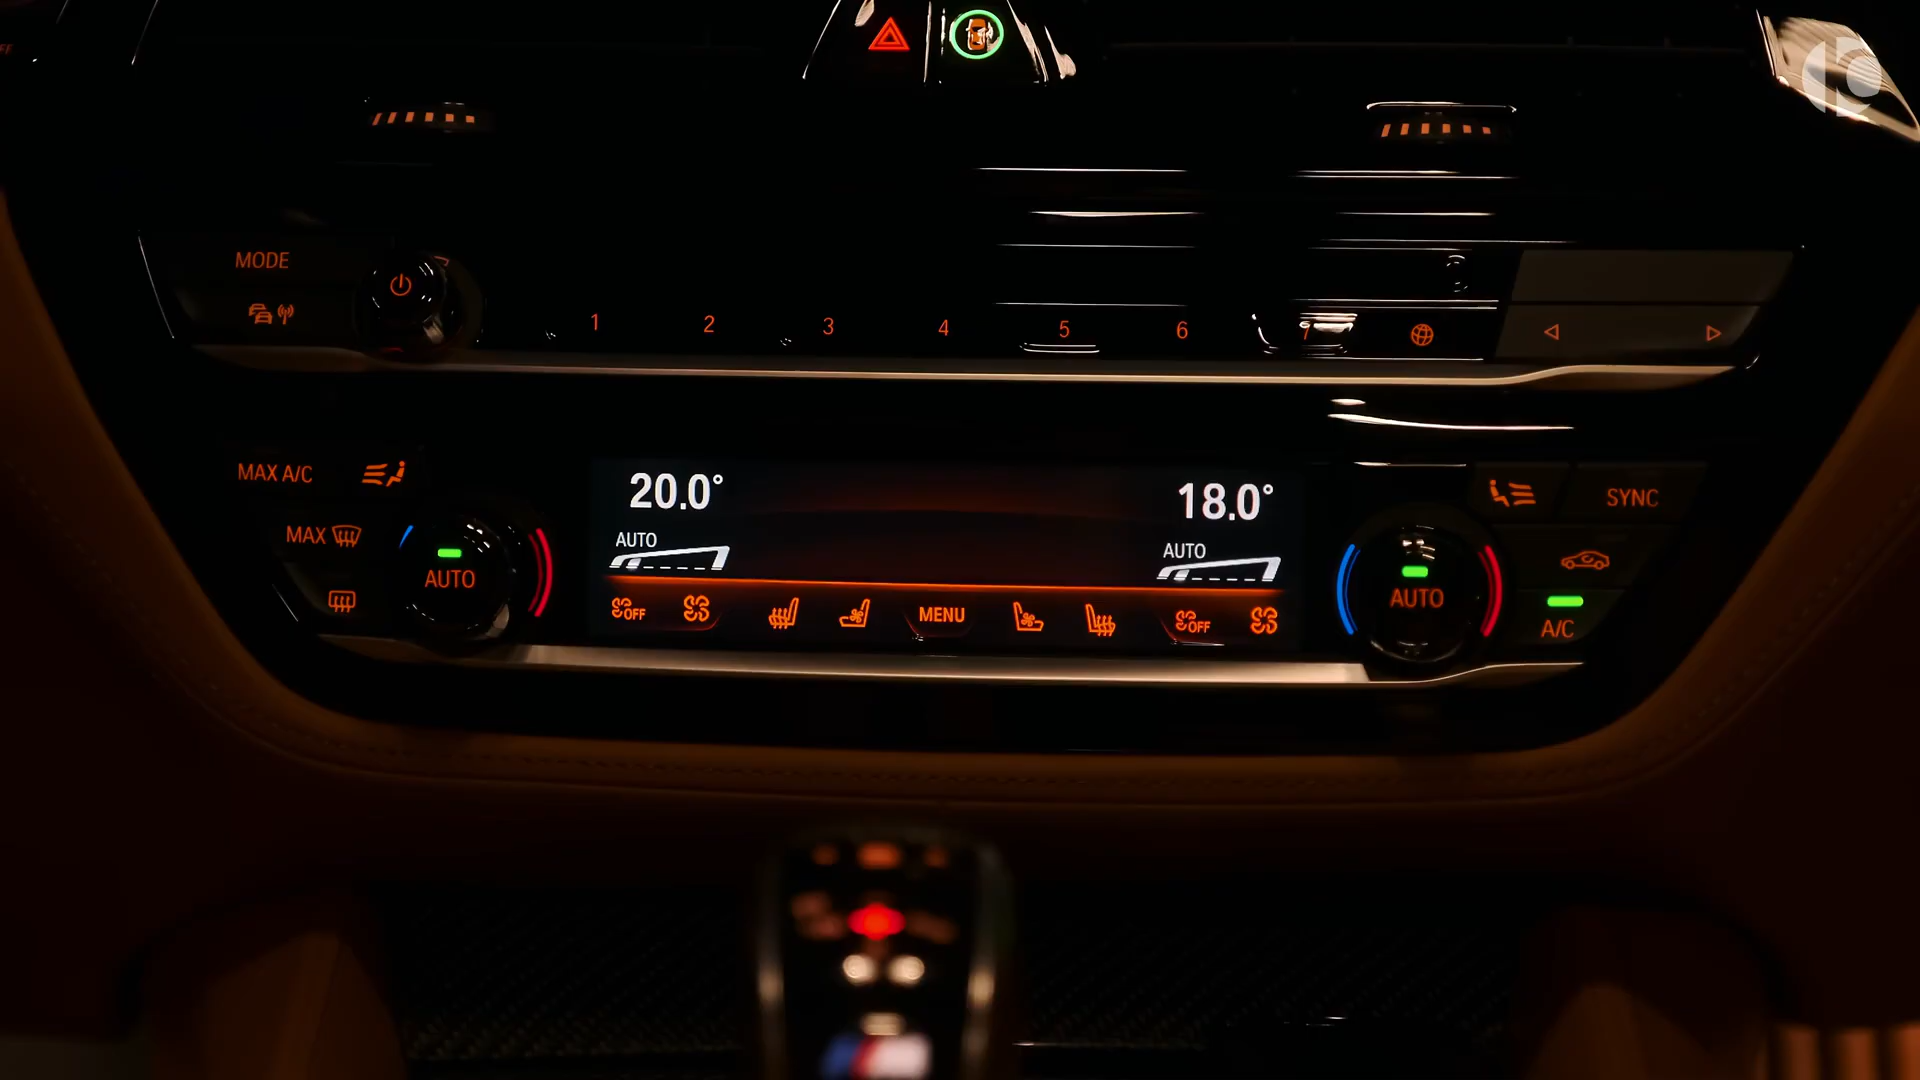 MODE
1 2 3 4 5 6 7
MAX A/C
SYNC
20.0°
18.0°
MAX
AUTO
AUTO
AUTO
AUTO
OFF
MENU
OFF
A/C